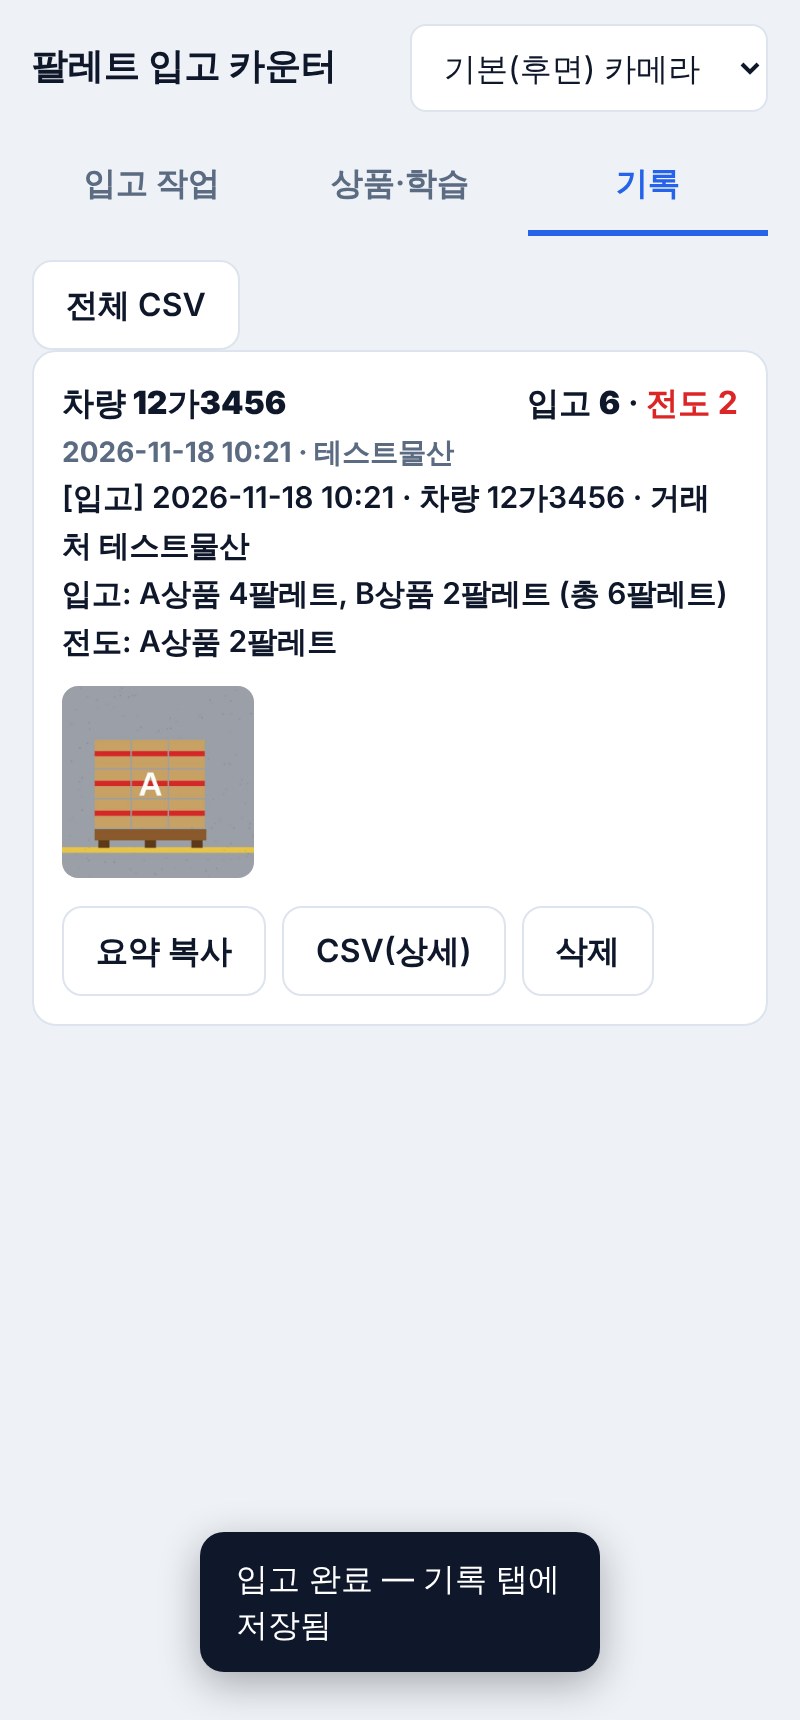 팔레트 입고 카운터
기본(후면) 카메라
입고 작업
상품·학습
기록
전체 CSV
차량 12가3456
입고 6 · 전도 2
2026-11-18 10:21 · 테스트물산
[입고] 2026-11-18 10:21 · 차량 12가3456 · 거래
처 테스트물산
입고: A상품 4팔레트, B상품 2팔레트 (총 6팔레트)
전도: A상품 2팔레트
A
요약 복사
CSV(상세)
삭제
입고 완료 — 기록 탭에
저장됨